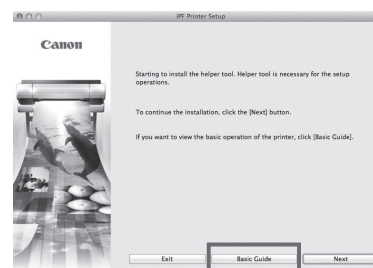 iPF Printer Setup
Canon
Starting to install the helper tool. Helper tool is necessary for the setup
operations.
To continue the installation, click the [Next] button.
If you want to view the basic operation of the printer, click [Basic Guide].
Exit
Basic Guide
Next